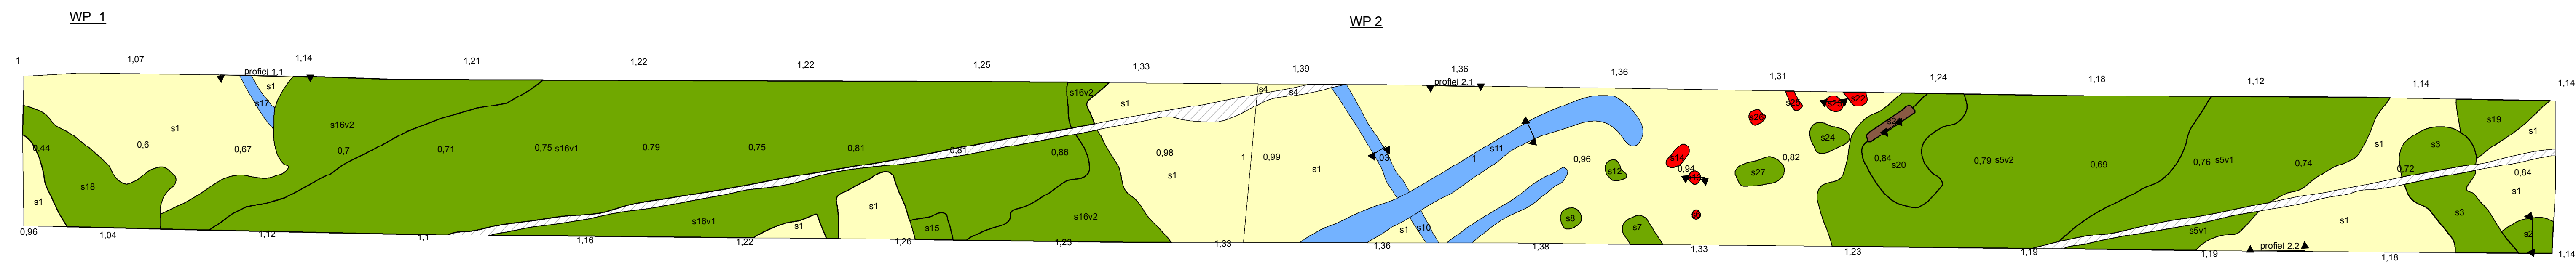 WP_1
WP 2
1 1,07 1,14 1,21 1,22 1,22 1,25 1,33 1,39 1,36 1,36 1,31 1,24 1,18 1,12 1,14 1,14
profiel 1.1 profiel 2.1
s1 s17 s16v2 s16v2 s1 s4 s4 s25 s22 s19
s1 s16v2 s26 s24 s1
0,44 0,6 0,67 0,7 0,71 0,75 s16v1 0,79 0,75 0,81 0,81 0,86 0,98 1 0,99 1 s11 0,96 s14 0,82 0,84 s20 0,79 s5v2 0,69 0,76 s5v1 0,74 s1 s3
s18 s1 s1 s12 0,94 s27 0,72 0,84
s1 s1 s1
s16v1 s1 s15 s16v2 s1 s10 s8 s7 s5v1 s1 s3 s2
0,96 1,04 1,12 1,1 1,16 1,22 1,26 1,29 1,33 1,36 1,38 1,33 1,23 1,19 1,19 1,18 1,14
profiel 2.2